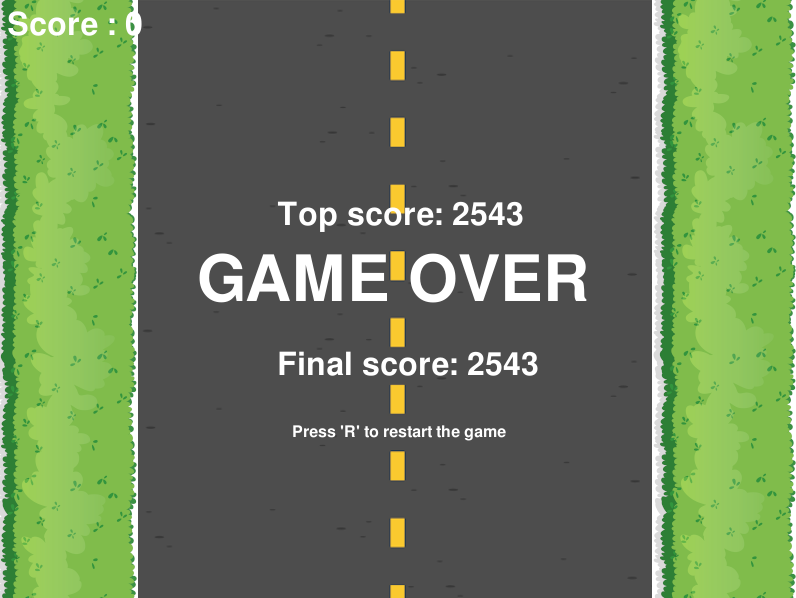 Score : 0
Top score: 2543
GAME OVER
Final score: 2543
Press 'R' to restart the game